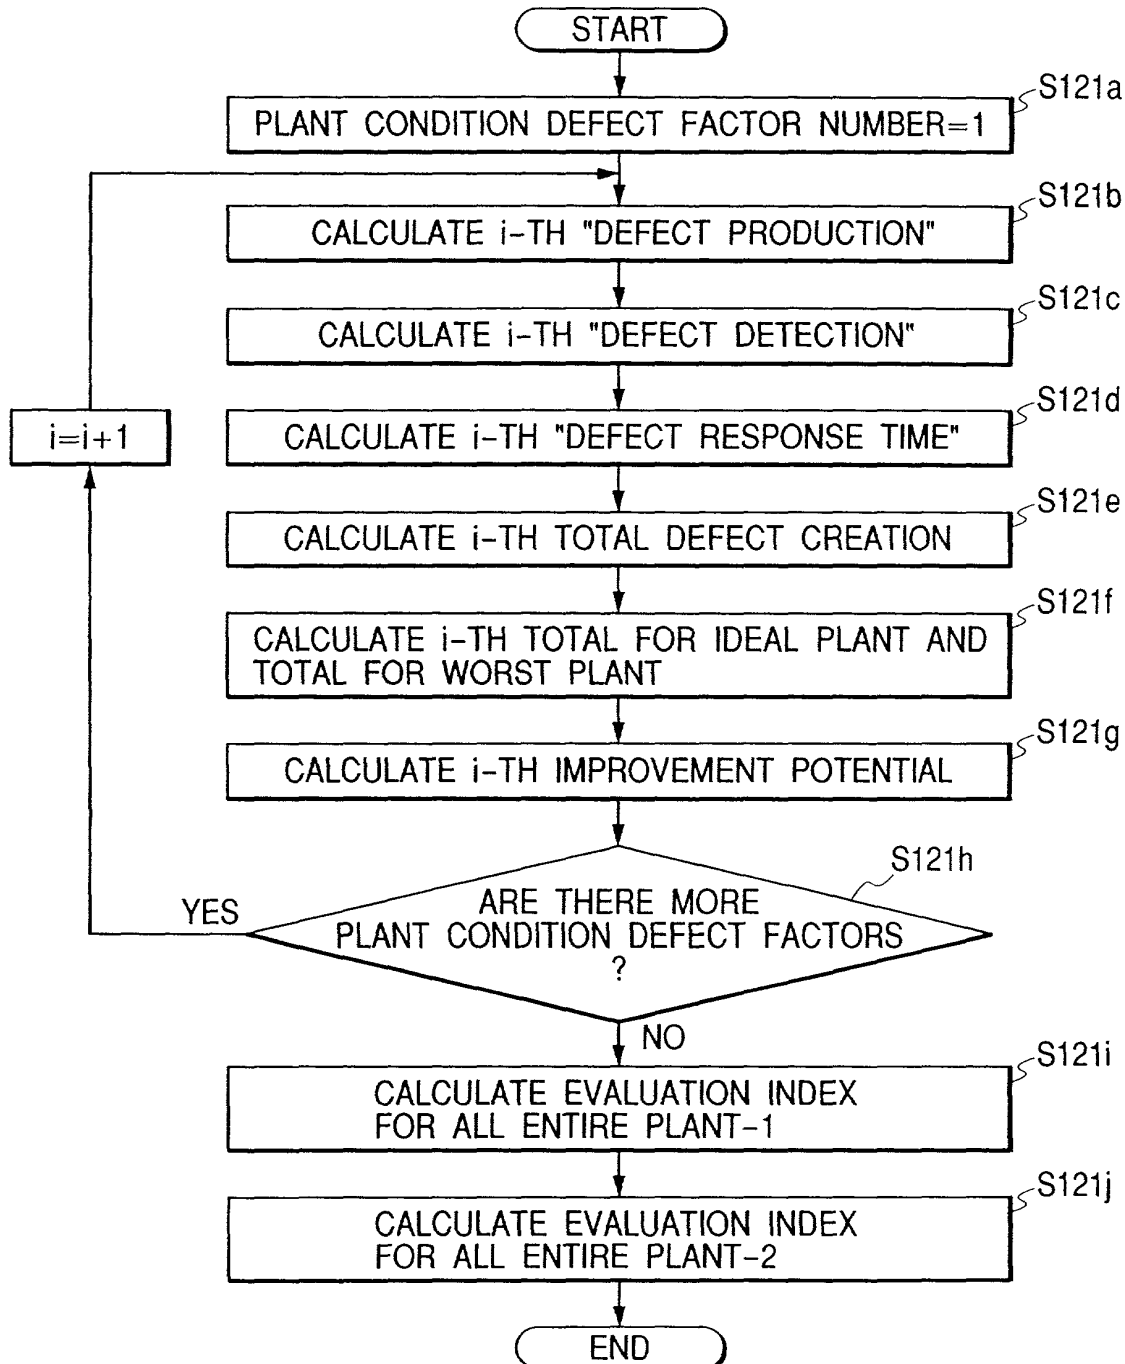 START
S121a
PLANT CONDITION DEFECT FACTOR NUMBER=1
S121b
CALCULATE i-TH "DEFECT PRODUCTION"
S121c
CALCULATE i-TH "DEFECT DETECTION"
S121d
i=i+1
CALCULATE i-TH "DEFECT RESPONSE TIME"
S121e
CALCULATE i-TH TOTAL DEFECT CREATION
S121f
CALCULATE i-TH TOTAL FOR IDEAL PLANT AND
TOTAL FOR WORST PLANT
S121g
CALCULATE i-TH IMPROVEMENT POTENTIAL
S121h
YES
ARE THERE MORE
PLANT CONDITION DEFECT FACTORS
?
NO
S121i
CALCULATE EVALUATION INDEX
FOR ALL ENTIRE PLANT-1
S121j
CALCULATE EVALUATION INDEX
FOR ALL ENTIRE PLANT-2
END